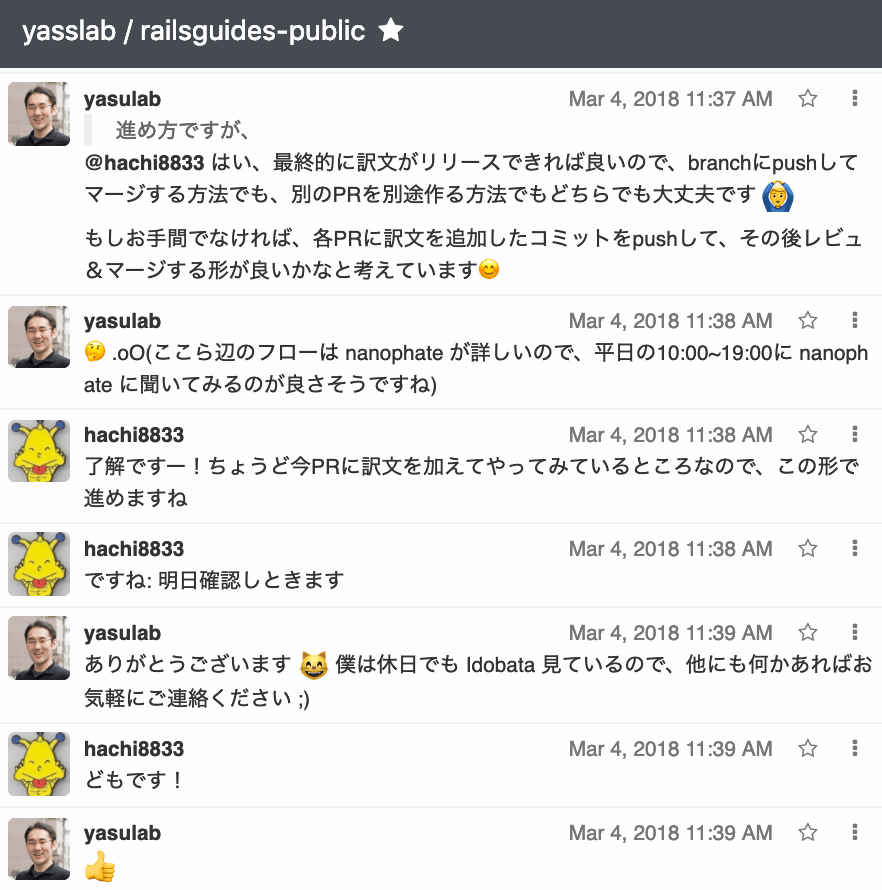 yasslab / railsguides-public ★
yasulab Mar 4, 2018 11:37 AM
進め方ですが、
@hachi8833 はい、最終的に訳文がリリースできれば良いので、branchにpushして
マージする方法でも、別のPRを別途作る方法でもどちらでも大丈夫です 🙆‍♂️
もしお手間でなければ、各PRに訳文を追加したコミットをpushして、その後レビュ
＆マージする形が良いかなと考えています😊
yasulab Mar 4, 2018 11:38 AM
🤔 .oO(ここら辺のフローは nanophate が詳しいので、平日の10:00~19:00に nanoph
ate に聞いてみるのが良さそうですね)
hachi8833 Mar 4, 2018 11:38 AM
了解ですー！ちょうど今PRに訳文を加えてやってみているところなので、この形で
進めますね
hachi8833 Mar 4, 2018 11:38 AM
ですね: 明日確認しときます
yasulab Mar 4, 2018 11:39 AM
ありがとうございます 😸 僕は休日でも Idobata 見ているので、他にも何かあればお
気軽にご連絡ください ;)
hachi8833 Mar 4, 2018 11:39 AM
どもです！
yasulab Mar 4, 2018 11:39 AM
👍